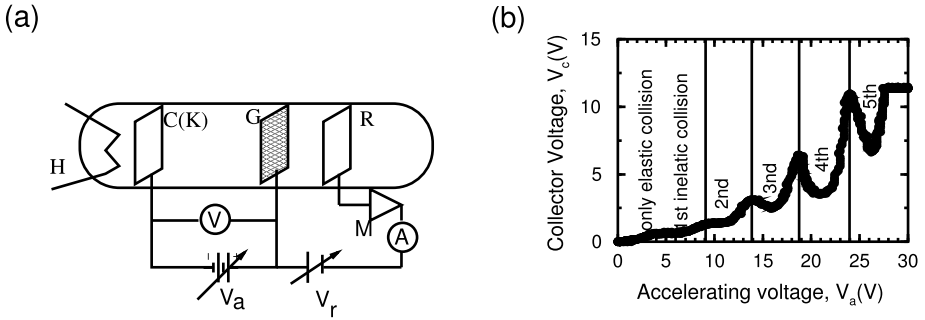 (a)
C(K)
G
R
H
V
M
A
- +
Va
Vr
(b)
Collector Voltage, Vc(V)
15
10
5
0
only elastic collision
1st inelatic collision
2nd
3nd
4th
5th
0 5 10 15 20 25 30
Accelerating voltage, Va(V)